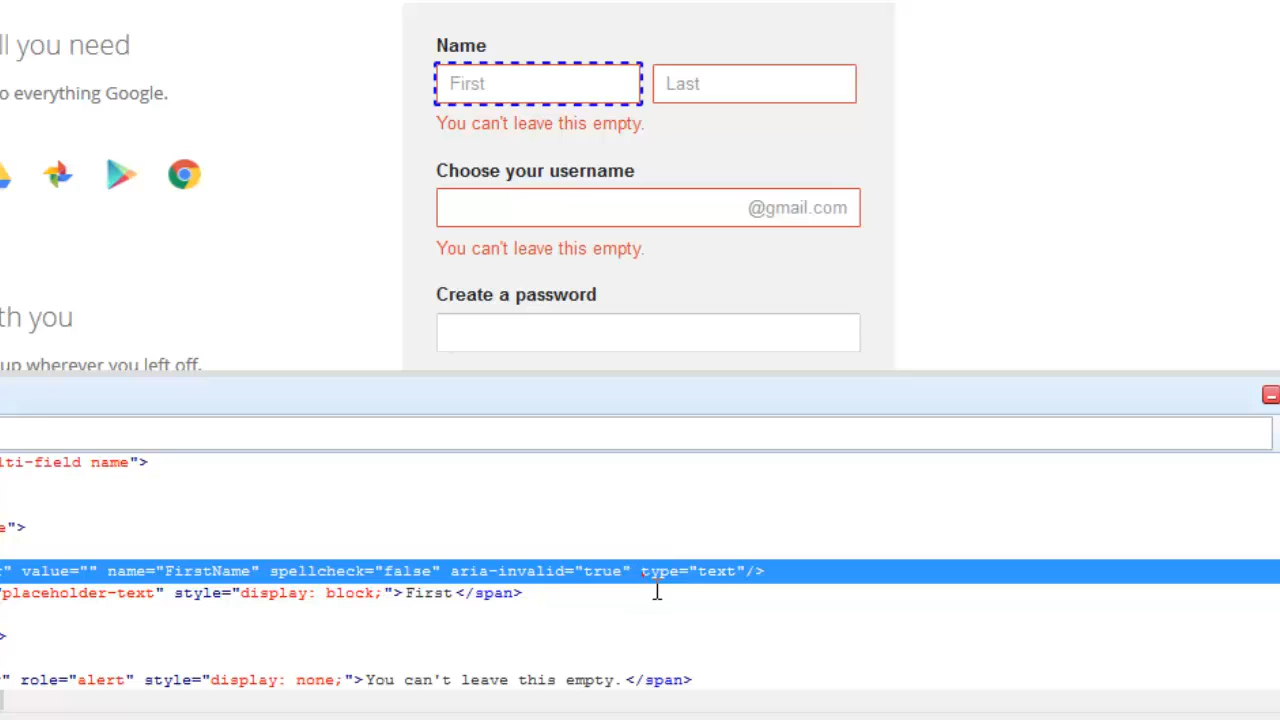 ll you need
o everything Google.
th you
up wherever you left off.
Name
First
Last
You can't leave this empty.
Choose your username
@gmail.com
You can't leave this empty.
Create a password
lti-field name">
e">
r" value="" name="FirstName" spellcheck="false" aria-invalid="true" type="text"/>
"placeholder-text" style="display: block;">First</span>
>
" role="alert" style="display: none;">You can't leave this empty.</span>